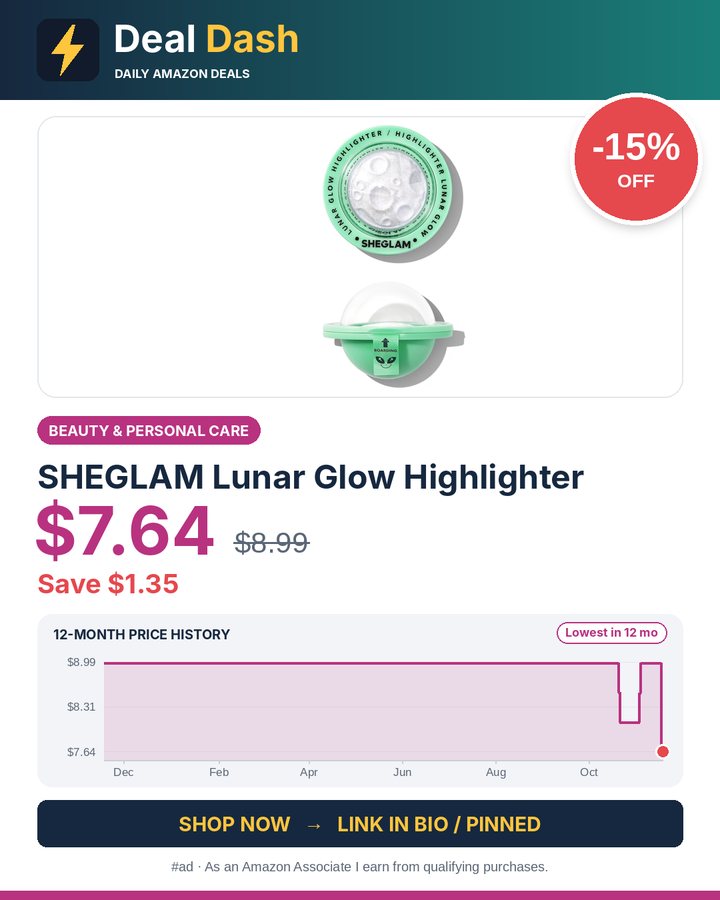 Deal Dash
DAILY AMAZON DEALS
-15%
OFF
LUNAR GLOW HIGHLIGHTER / HIGHLIGHTER LUNAR GLOW
• SHEGLAM •
BOARDING
BEAUTY & PERSONAL CARE
SHEGLAM Lunar Glow Highlighter
$7.64 $8.99
Save $1.35
12-MONTH PRICE HISTORY
Lowest in 12 mo
$8.99
$8.31
$7.64
Dec Feb Apr Jun Aug Oct
SHOP NOW → LINK IN BIO / PINNED
#ad · As an Amazon Associate I earn from qualifying purchases.